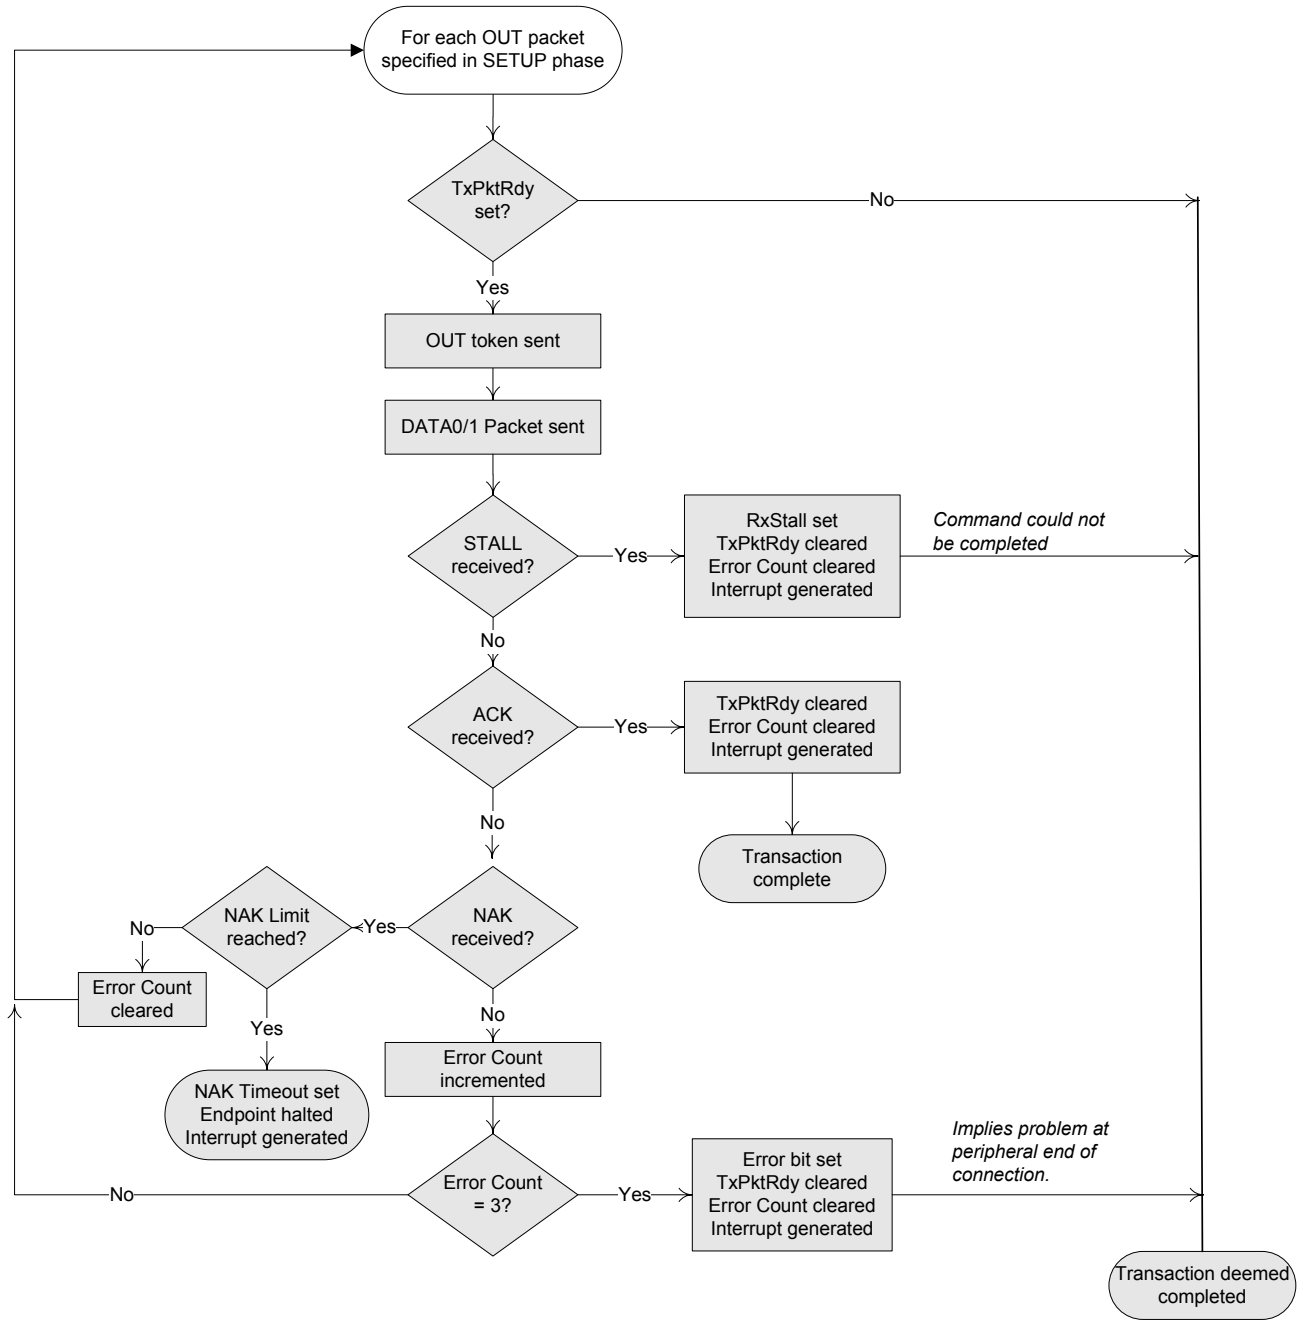 For each OUT packet
specified in SETUP phase
TxPktRdy
set?
No
Yes
OUT token sent
DATA0/1 Packet sent
STALL
received?
Yes
RxStall set
TxPktRdy cleared
Error Count cleared
Interrupt generated
Command could not
be completed
No
ACK
received?
Yes
TxPktRdy cleared
Error Count cleared
Interrupt generated
No
Transaction
complete
NAK Limit
reached?
Yes
NAK
received?
No
Error Count
cleared
Yes
No
NAK Timeout set
Endpoint halted
Interrupt generated
Error Count
incremented
Error Count
= 3?
No
Yes
Error bit set
TxPktRdy cleared
Error Count cleared
Interrupt generated
Implies problem at
peripheral end of
connection.
Transaction deemed
completed